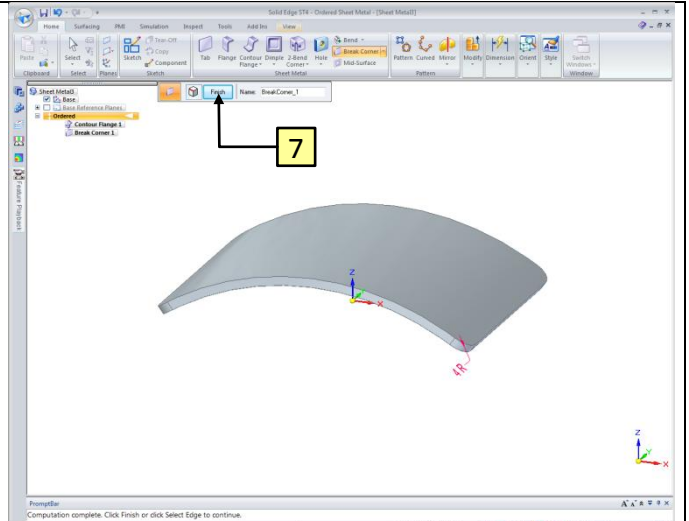 Solid Edge ST4 - Ordered Sheet Metal - [Sheet Metal3]
Home Surfacing PMI Simulation Inspect Tools Add Ins View
Paste Select Planes Sketch Tear-Off Copy Component Tab Flange Contour Flange Dimple 2-Bend Corner Hole Bend Break Corner Mid-Surface Pattern Curved Mirror Modify Dimension Orient Style Switch Windows
Clipboard Select Planes Sketch Sheet Metal Pattern Window
Sheet Metal3
Base
Base Reference Planes
Ordered
Contour Flange 1
Break Corner 1
Finish Name: BreakCorner_1
7
Feature Playback
Z
X
4R
Z
Y
X
PromptBar
Computation complete. Click Finish or click Select Edge to continue.